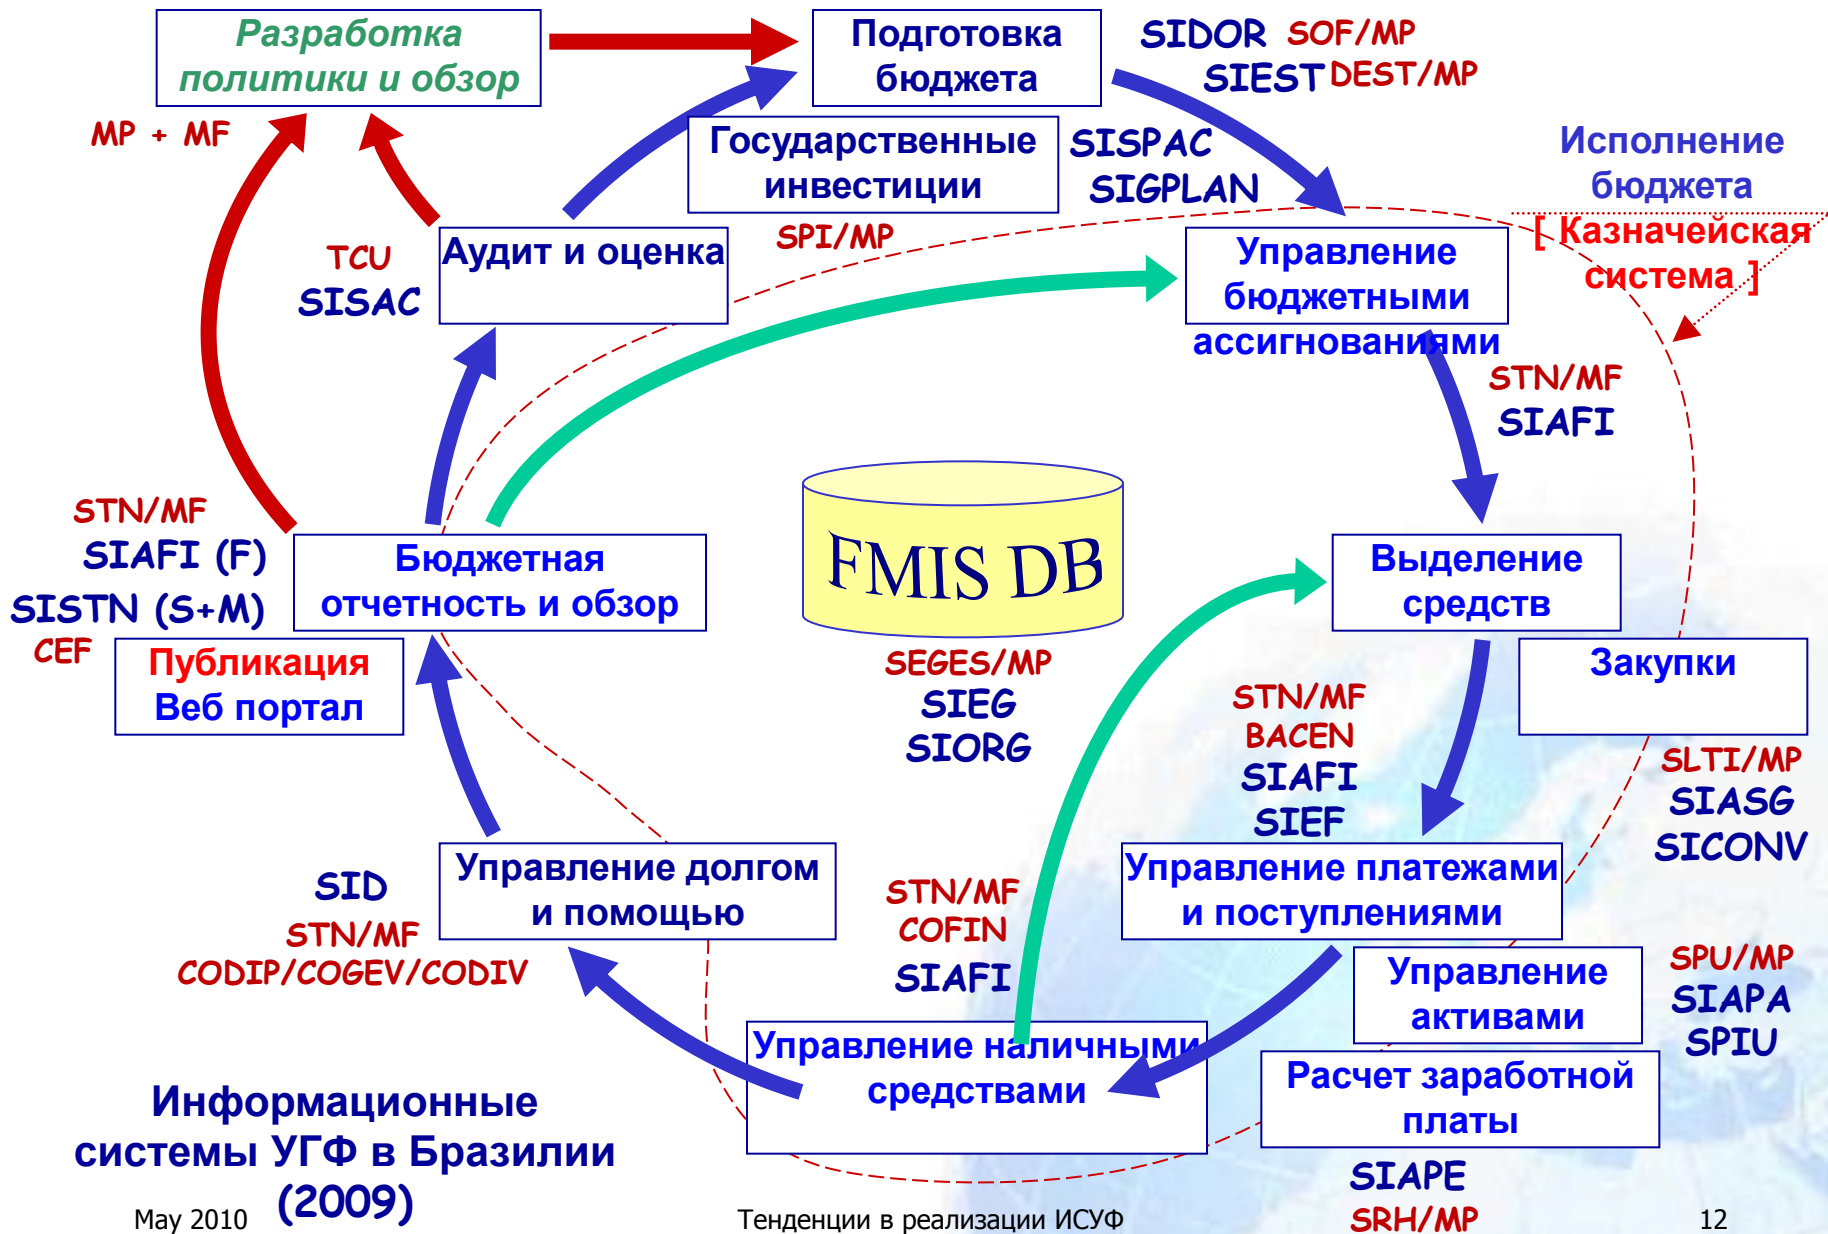 Разработка
политики и обзор
MP + MF
Подготовка
бюджета
SIDOR SOF/MP
SIEST DEST/MP
Государственные
инвестиции
SISPAC
SIGPLAN
SPI/MP
Исполнение
бюджета
[ Казначейская
система ]
TCU
SISAC
Аудит и оценка
Управление
бюджетными
ассигнованиями
STN/MF
SIAFI
STN/MF
SIAFI (F)
SISTN (S+M)
CEF
Бюджетная
отчетность и обзор
Публикация
Веб портал
FMIS DB
SEGES/MP
SIEG
SIORG
Выделение
средств
Закупки
SLTI/MP
SIASG
SICONV
STN/MF
BACEN
SIAFI
SIEF
Управление платежами
и поступлениями
SID
STN/MF
CODIP/COGEV/CODIV
Управление долгом
и помощью
STN/MF
COFIN
SIAFI
Управление наличными
средствами
Управление
активами
SPU/MP
SIAPA
SPIU
Расчет заработной
платы
SIAPE
SRH/MP
Информационные
системы УГФ в Бразилии
(2009)
May 2010
Тенденции в реализации ИСУФ
12